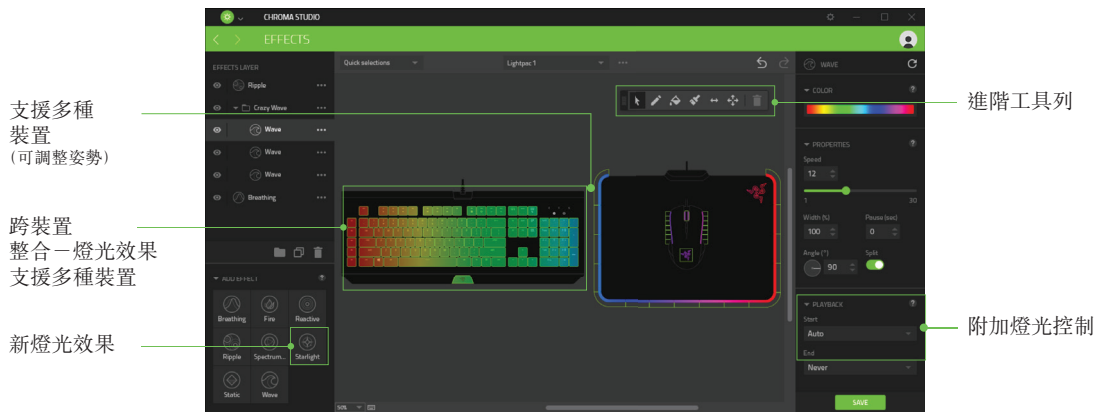 CHROMA STUDIO
EFFECTS
支援多種
裝置
(可調整姿勢)
跨裝置
整合－燈光效果
支援多種裝置
新燈光效果
EFFECTS LAYER
Ripple
Crazy Wave
Wave
Wave
Wave
Breathing
ADD EFFECT
Breathing Fire Reactive
Ripple Spectrum... Starlight
Static Wave
Quick selections
Lightpac 1
50%
WAVE
COLOR
PROPERTIES
Speed
12
1 30
Width (%) Pause (sec)
100 0
Angle (°) Split
90
PLAYBACK
Start
Auto
End
Never
SAVE
進階工具列
附加燈光控制